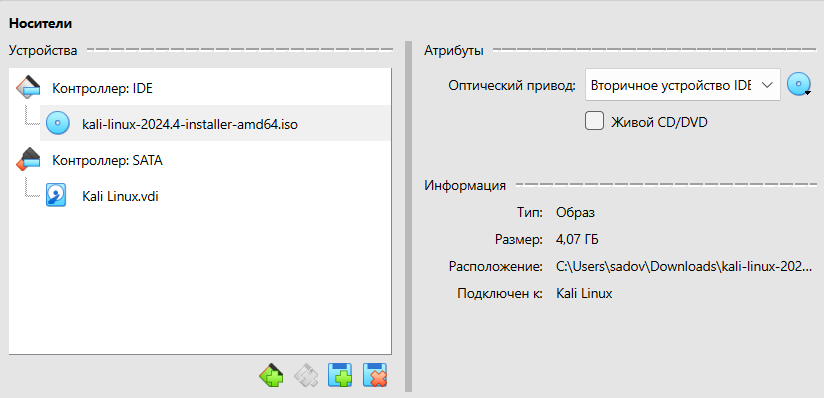 Носители
Устройства
Контроллер: IDE
kali-linux-2024.4-installer-amd64.iso
Контроллер: SATA
Kali Linux.vdi
Атрибуты
Оптический привод: Вторичное устройство IDE
Живой CD/DVD
Информация
Тип: Образ
Размер: 4,07 ГБ
Расположение: C:\Users\sadov\Downloads\kali-linux-202...
Подключен к: Kali Linux